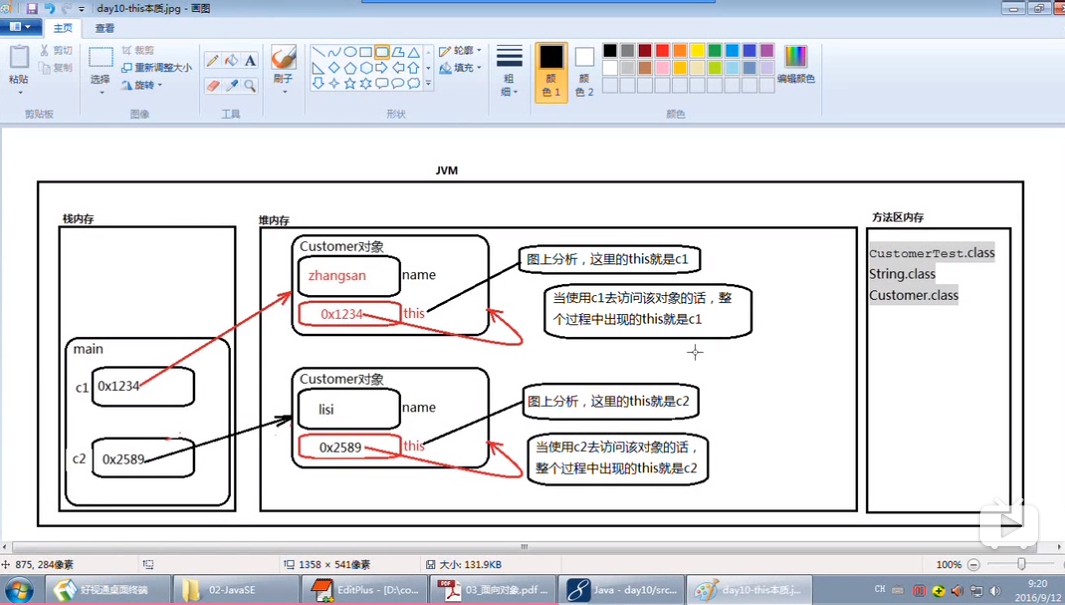 day10-this本质.jpg - 画图
主页
查看
粘贴
剪切
复制
剪贴板
选择
裁剪
重新调整大小
旋转
图像
A
工具
刷子
轮廓
填充
形状
粗
细
颜
色 1
颜
色 2
编辑颜色
颜色
JVM
栈内存
堆内存
方法区内存
Customer对象
zhangsan
name
0x1234
this
图上分析，这里的this就是c1
当使用c1去访问该对象的话，整
个过程中出现的this就是c1
CustomerTest.class
String.class
Customer.class
main
c1
0x1234
c2
0x2589
Customer对象
lisi
name
0x2589
this
图上分析，这里的this就是c2
当使用c2去访问该对象的话，
整个过程中出现的this就是c2
875, 284像素
1358 × 541像素
大小: 131.9KB
100%
好视通桌面终端
02-JavaSE
EditPlus - [D:\co...
03_面向对象.pdf ...
Java - day10/src...
day10-this本质.j...
CH
9:20
2016/9/12